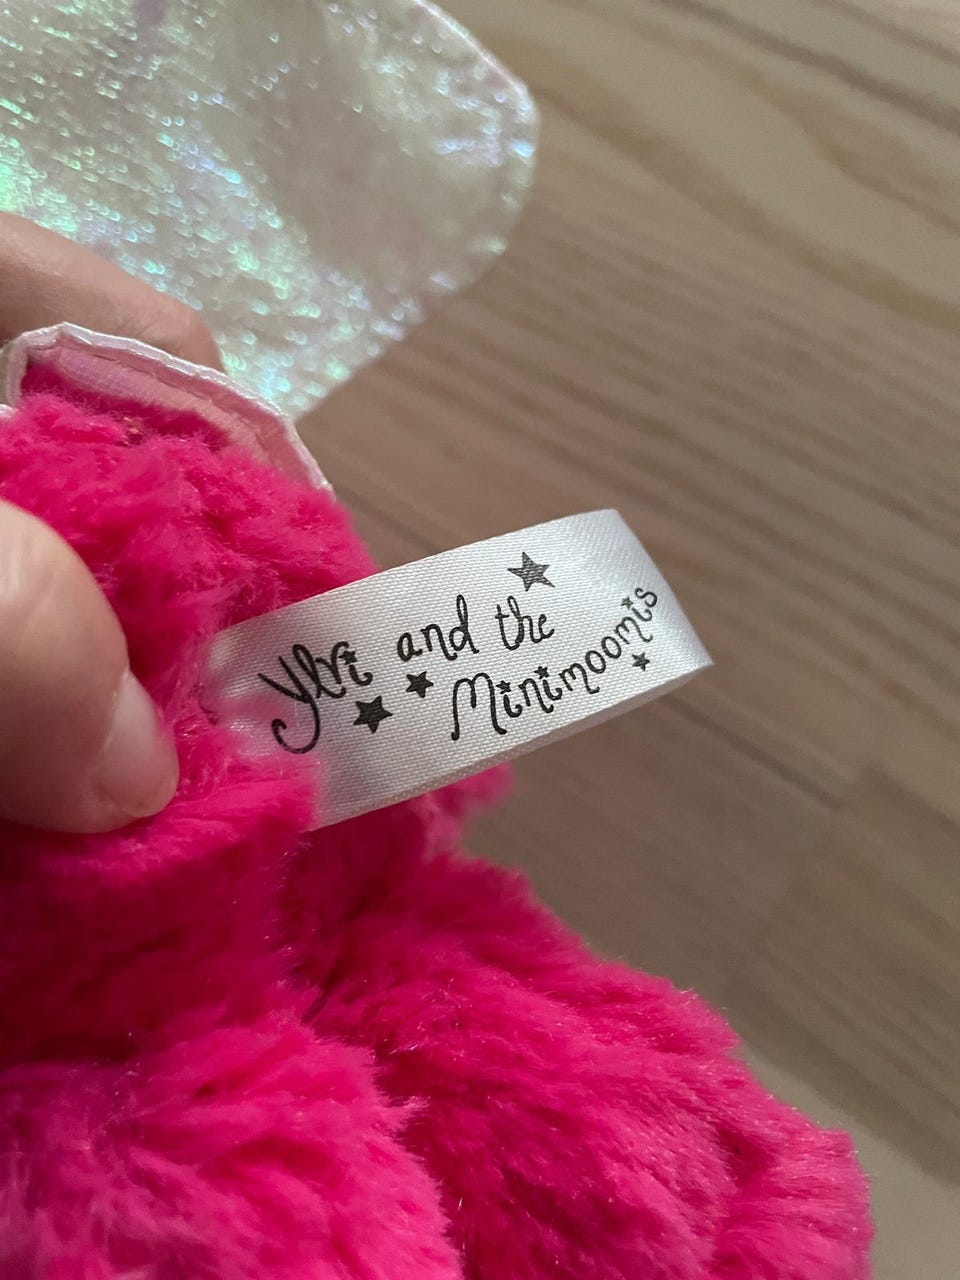 Ylvi and the
Minimoomis